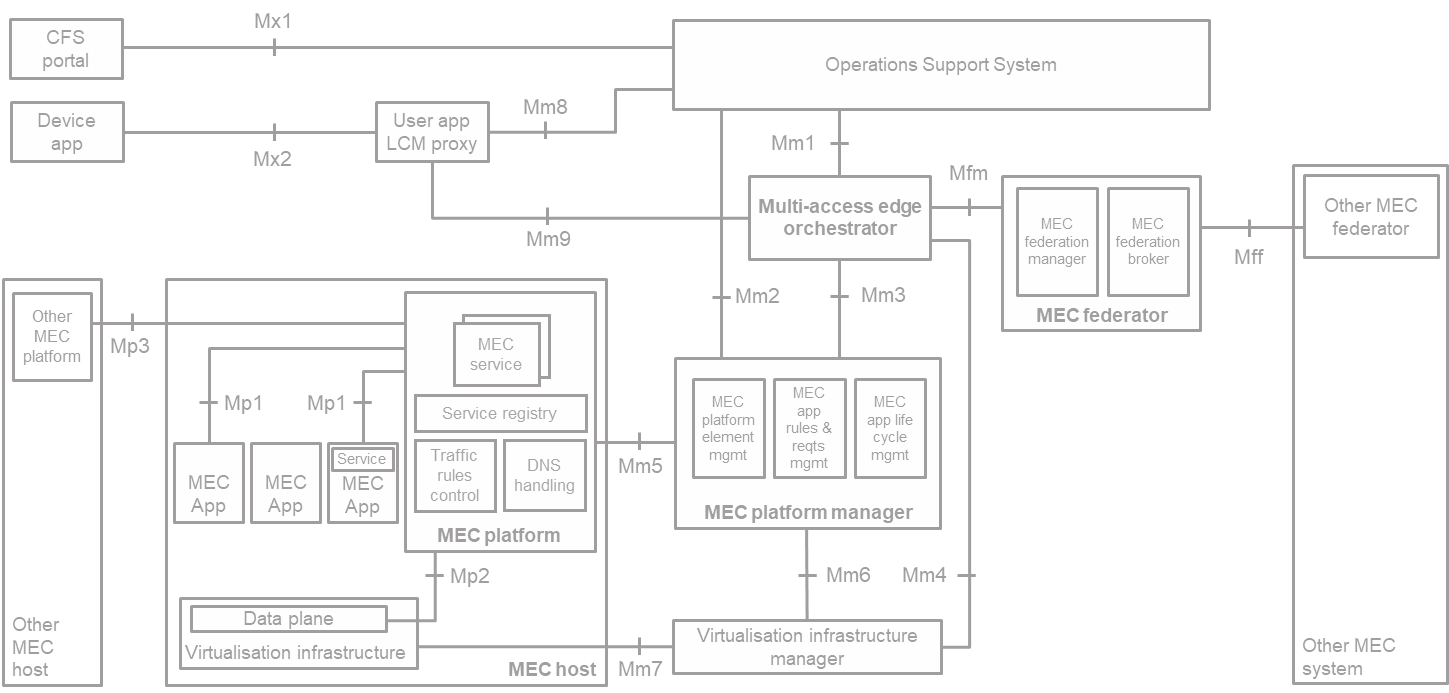 Mx1
CFS
portal
Operations Support System
Device
app
Mx2
User app
LCM proxy
Mm8
Mm1
Mm9
Multi-access edge
orchestrator
Mfm
MEC
federation
manager
MEC
federation
broker
MEC federator
Mff
Other MEC
federator
Other MEC
system
Mm2
Mm3
Other
MEC
platform
Mp3
Other
MEC
host
MEC
service
Service registry
Traffic
rules
control
DNS
handling
MEC platform
Mp1
Mp1
MEC
App
MEC
App
Service
MEC
App
Mm5
MEC
platform
element
mgmt
MEC
app
rules &
reqts
mgmt
MEC
app life
cycle
mgmt
MEC platform manager
Mp2
Mm6
Mm4
Data plane
Virtualisation infrastructure
MEC host
Mm7
Virtualisation infrastructure
manager